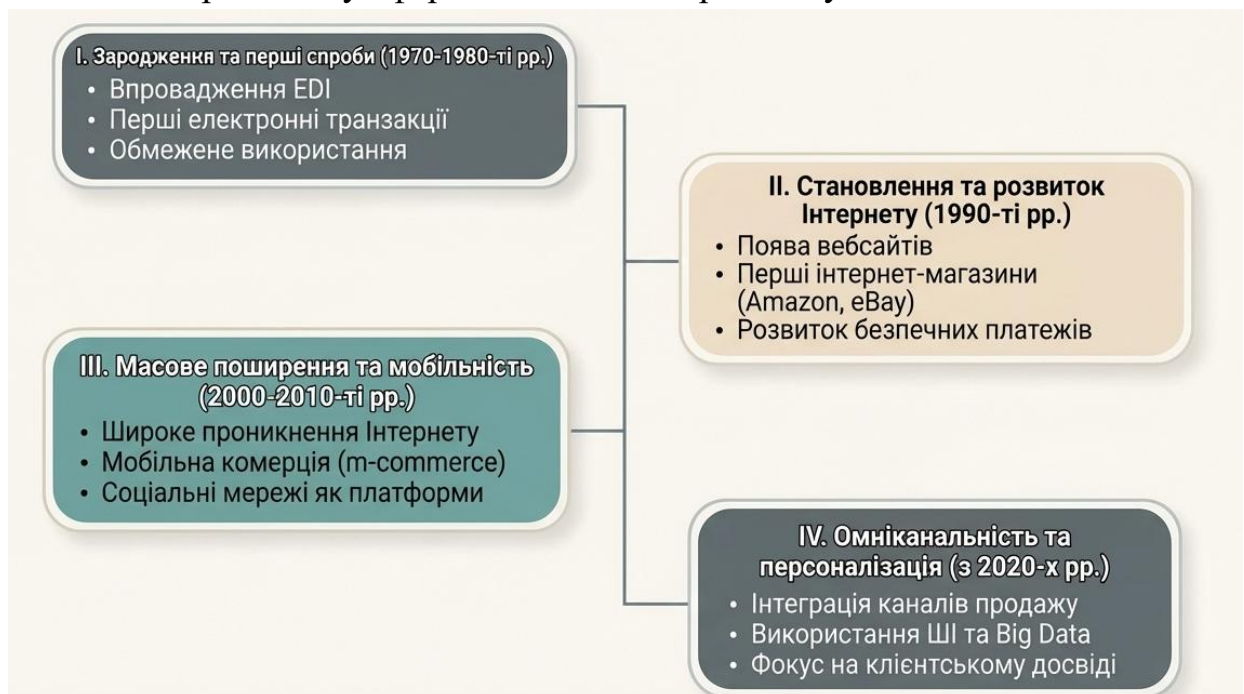 І. Зародження та перші спроби (1970-1980-ті рр.)
• Впровадження EDI
• Перші електронні транзакції
• Обмежене використання
ІІ. Становлення та розвиток
Інтернету (1990-ті рр.)
• Поява вебсайтів
• Перші інтернет-магазини
(Amazon, eBay)
• Розвиток безпечних платежів
ІІІ. Масове поширення та мобільність
(2000-2010-ті рр.)
• Широке проникнення Інтернету
• Мобільна комерція (m-commerce)
• Соціальні мережі як платформи
IV. Омніканальність та
персоналізація (з 2020-х рр.)
• Інтеграція каналів продажу
• Використання ШІ та Big Data
• Фокус на клієнтському досвіді